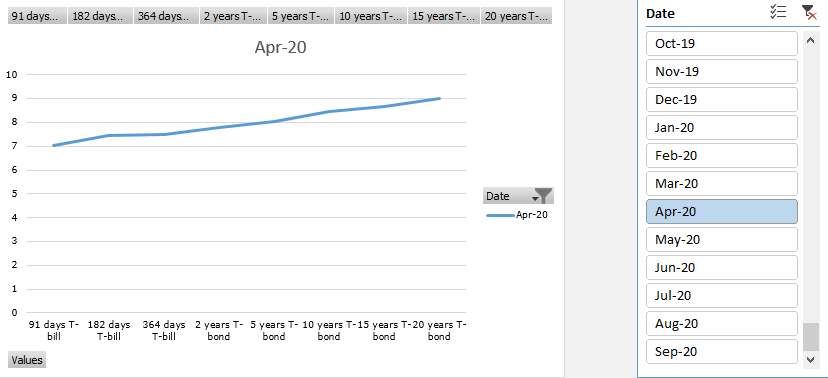 91 days T-... 182 days T-... 364 days... 2 years T-... 5 years T-... 10 years T-... 15 years T-... 20 years T-...
Apr-20
10
9
8
7
6
5
4
3
2
1
0
91 days T-bill
182 days T-bill
364 days T-bill
2 years T-bond
5 years T-bond
10 years T-bond
15 years T-bond
20 years T-bond
Values
Date
Apr-20
Date
Oct-19
Nov-19
Dec-19
Jan-20
Feb-20
Mar-20
Apr-20
May-20
Jun-20
Jul-20
Aug-20
Sep-20